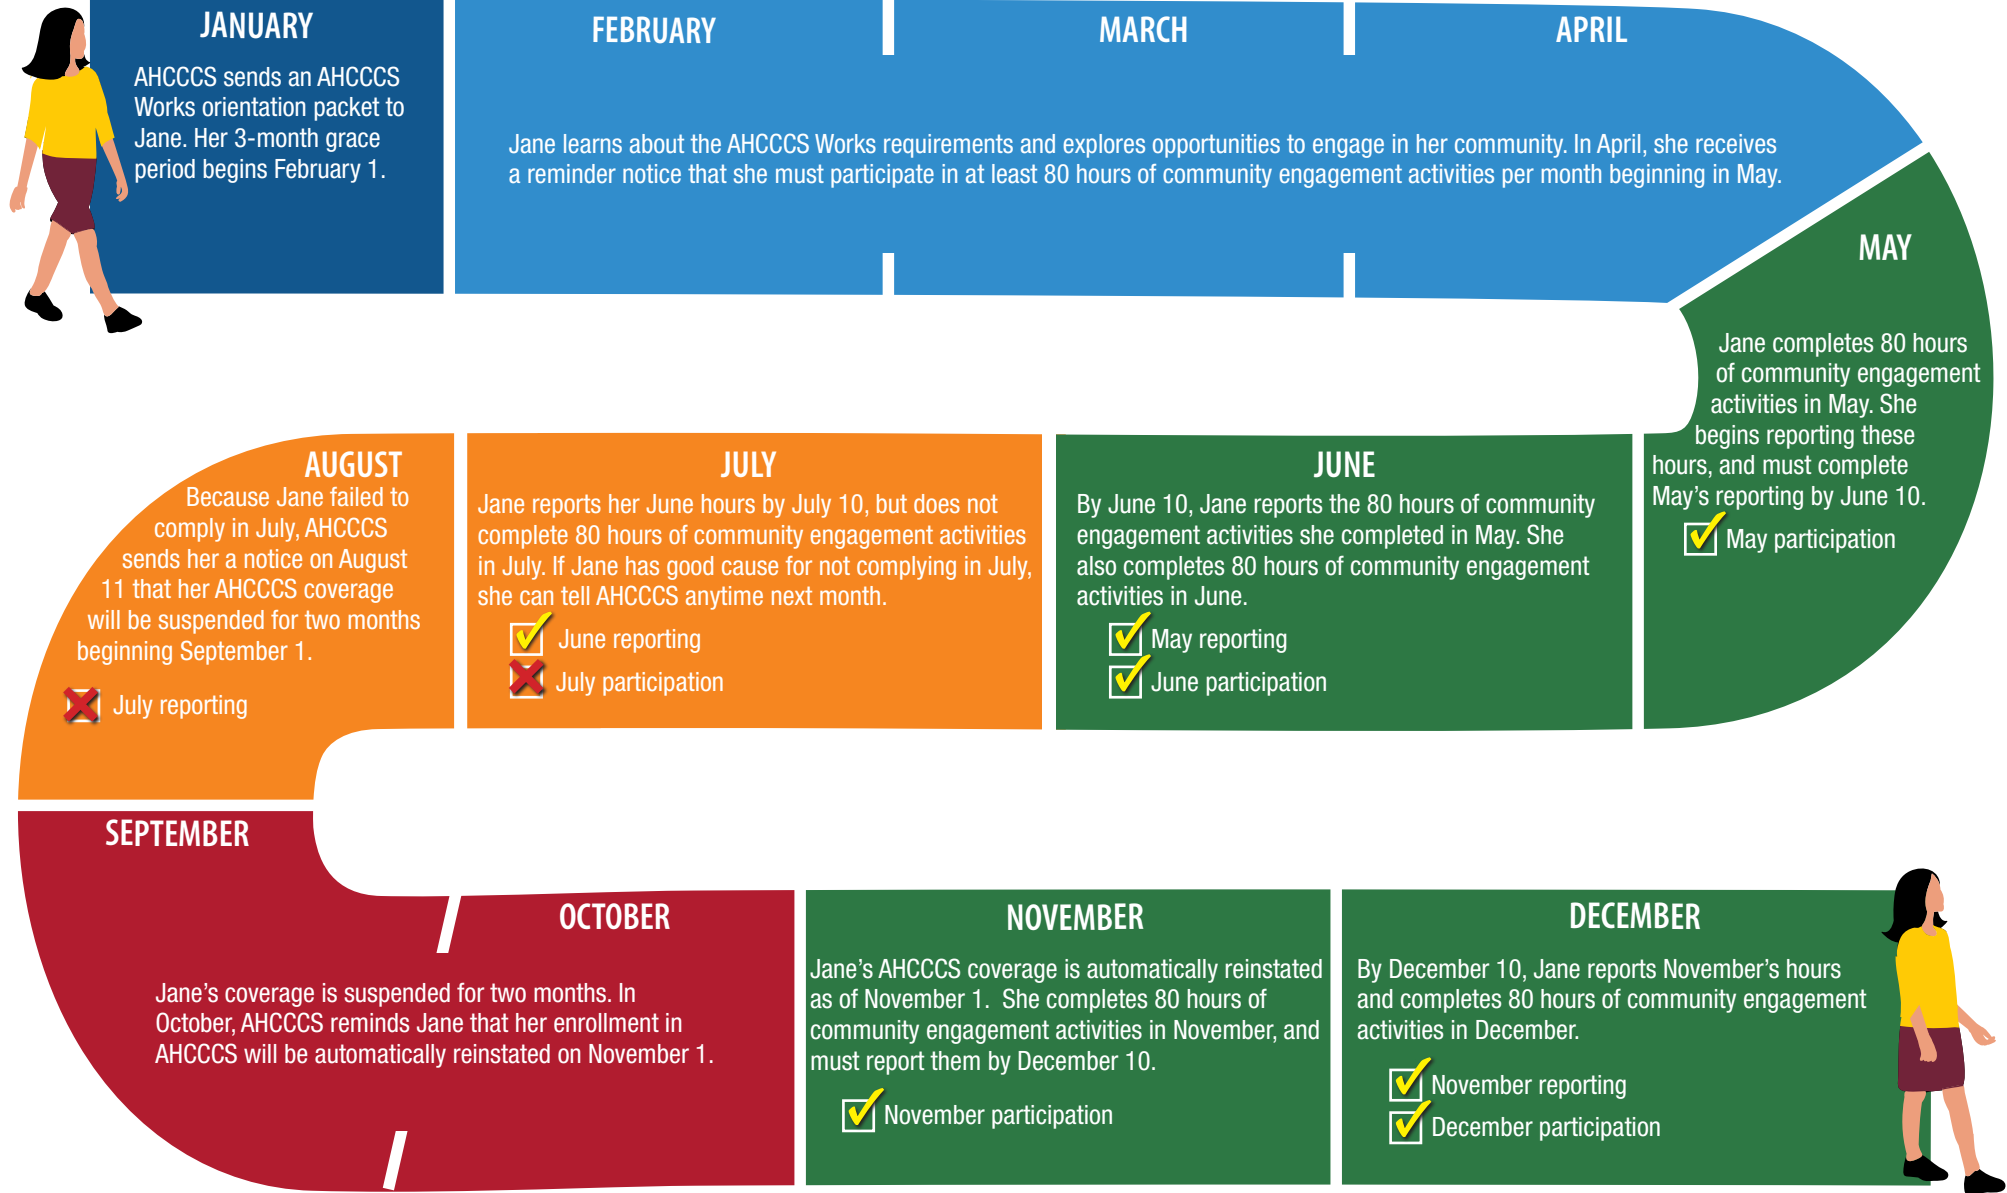 JANUARY
AHCCCS sends an AHCCCS
Works orientation packet to
Jane. Her 3-month grace
period begins February 1.
FEBRUARY
MARCH
APRIL
Jane learns about the AHCCCS Works requirements and explores opportunities to engage in her community. In April, she receives
a reminder notice that she must participate in at least 80 hours of community engagement activities per month beginning in May.
MAY
Jane completes 80 hours
of community engagement
activities in May. She
begins reporting these
hours, and must complete
May's reporting by June 10.
May participation
JUNE
By June 10, Jane reports the 80 hours of community
engagement activities she completed in May. She
also completes 80 hours of community engagement
activities in June.
May reporting
June participation
JULY
Jane reports her June hours by July 10, but does not
complete 80 hours of community engagement activities
in July. If Jane has good cause for not complying in July,
she can tell AHCCCS anytime next month.
June reporting
July participation
AUGUST
Because Jane failed to
comply in July, AHCCCS
sends her a notice on August
11 that her AHCCCS coverage
will be suspended for two months
beginning September 1.
July reporting
SEPTEMBER
OCTOBER
Jane's coverage is suspended for two months. In
October, AHCCCS reminds Jane that her enrollment in
AHCCCS will be automatically reinstated on November 1.
NOVEMBER
Jane's AHCCCS coverage is automatically reinstated
as of November 1. She completes 80 hours of
community engagement activities in November, and
must report them by December 10.
November participation
DECEMBER
By December 10, Jane reports November's hours
and completes 80 hours of community engagement
activities in December.
November reporting
December participation